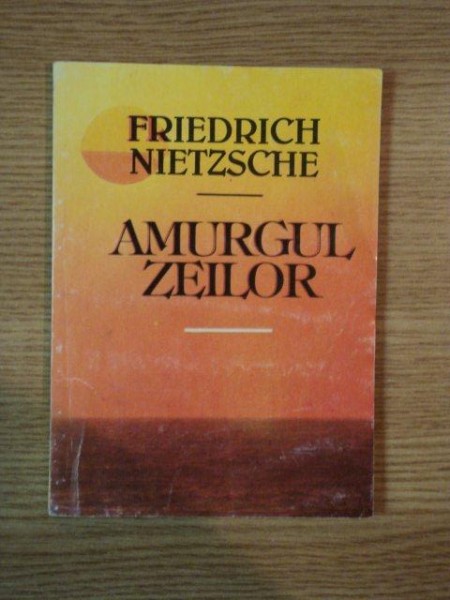 FRIEDRICH
NIETZSCHE
AMURGUL
ZEILOR